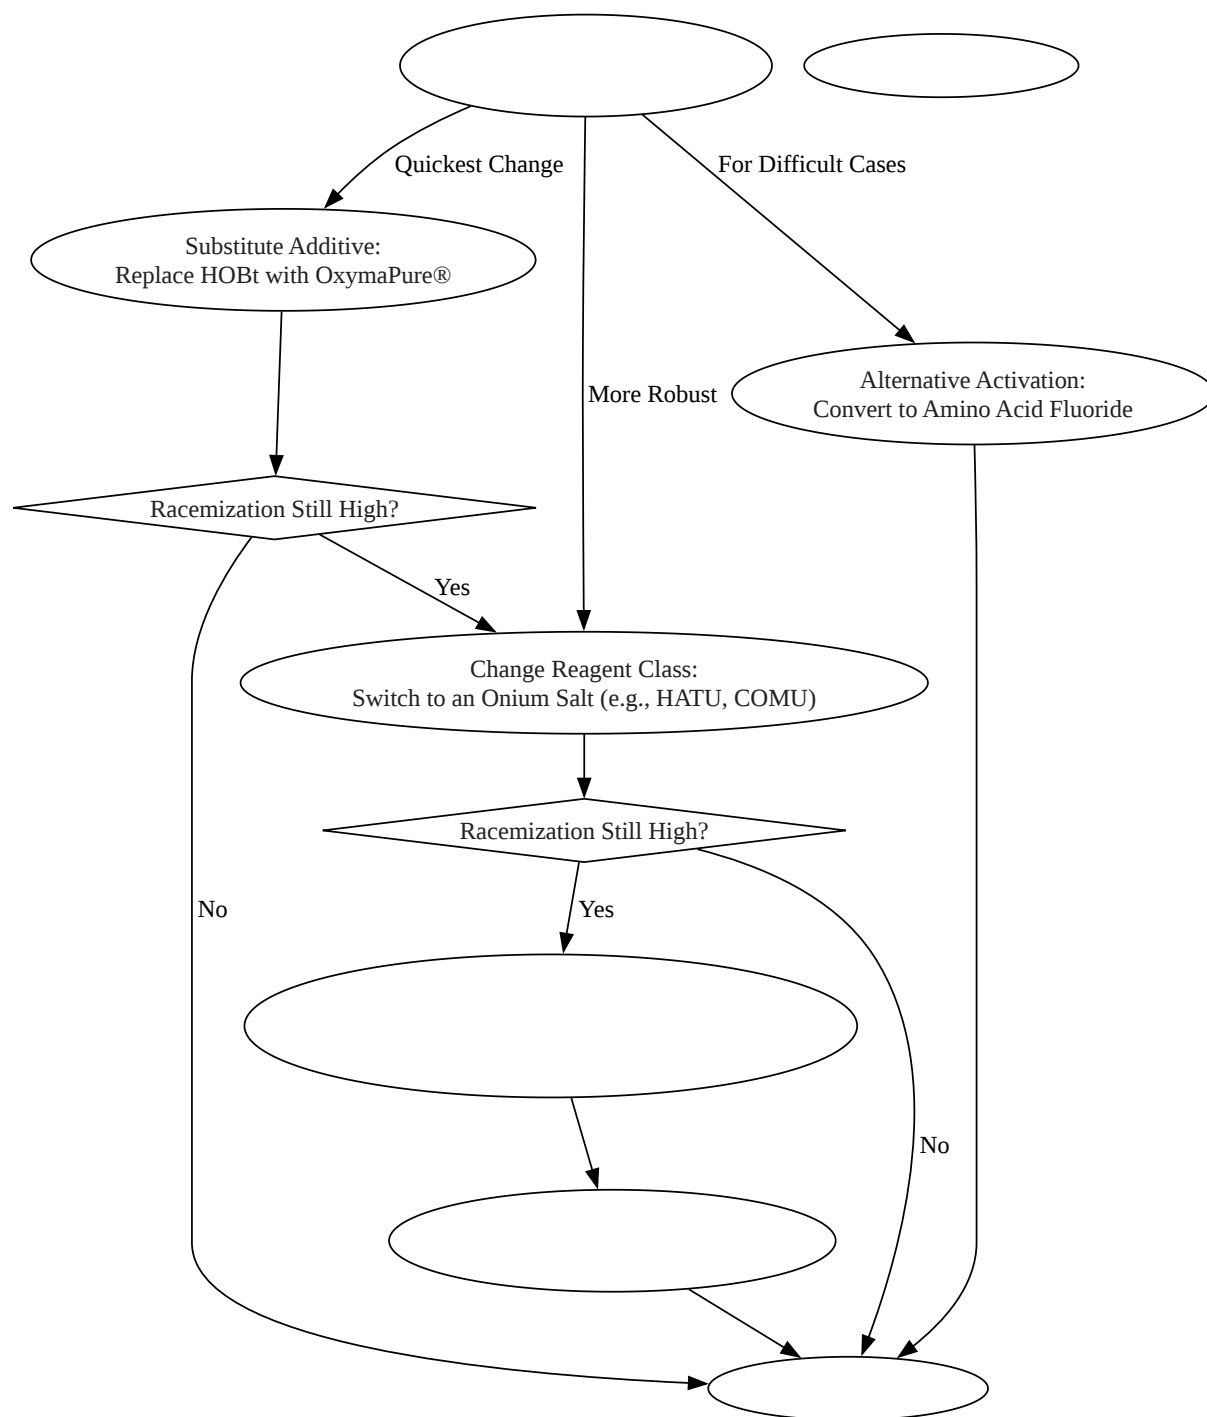 Quickest Change
For Difficult Cases
Substitute Additive:
Replace HOBt with OxymaPure®
More Robust
Alternative Activation:
Convert to Amino Acid Fluoride
Racemization Still High?
Yes
Change Reagent Class:
Switch to an Onium Salt (e.g., HATU, COMU)
Racemization Still High?
No
Yes
No